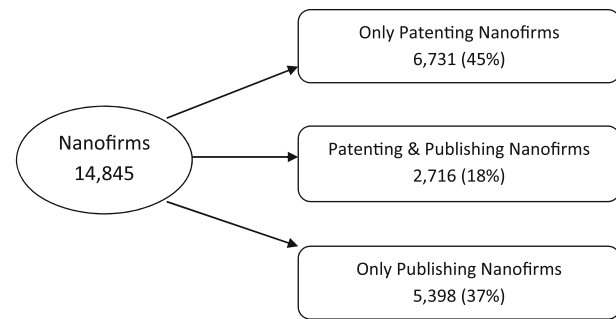 Only Patenting Nanofirms
6,731 (45%)
Nanofirms
14,845
Patenting & Publishing Nanofirms
2,716 (18%)
Only Publishing Nanofirms
5,398 (37%)